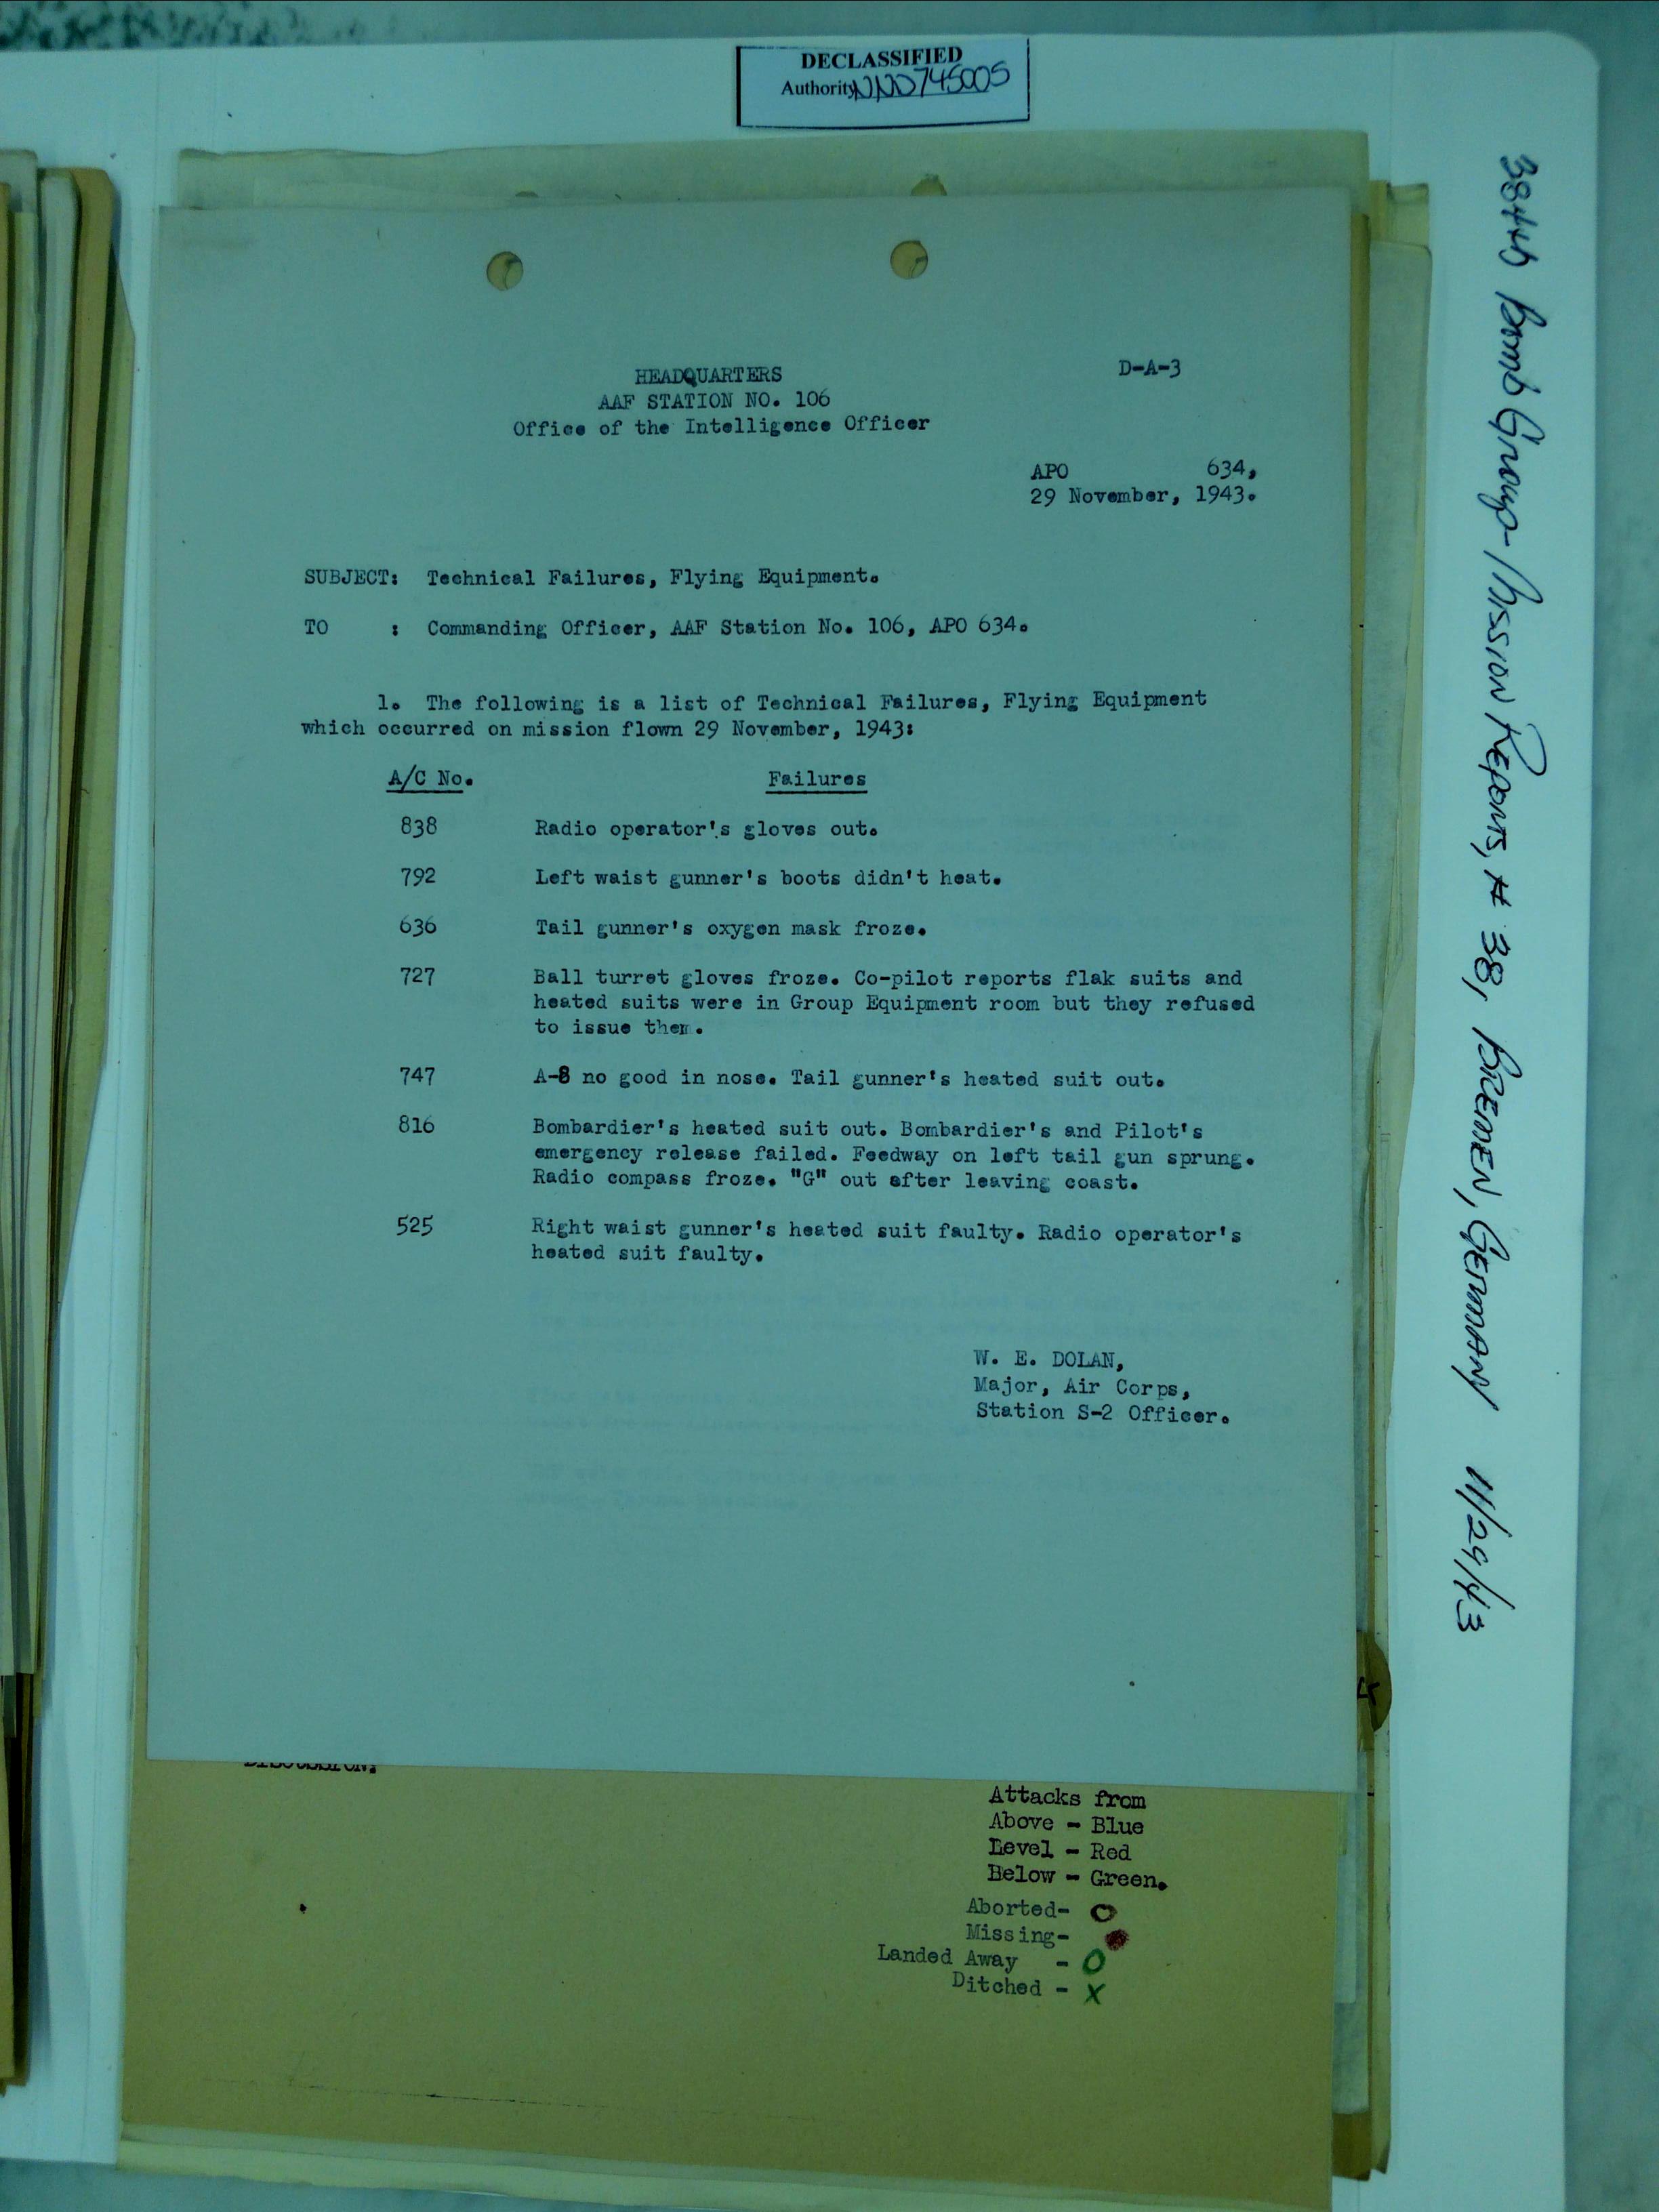 DECLASSIFIED
Authority NND745005
HEADQUARTERS
D-A-3
AAF STATION NO. 106
Office of the Intelligence Officer
APO 634,
29 November, 1943.
SUBJECT: Technical Failures, Flying Equipment.
TO : Commanding Officer, AAF Station No. 106, APO 634.
1. The following is a list of Technical Failures, Flying Equipment
which occurred on mission flown 29 November, 1943:
A/C No. Failures
838 Radio operator's gloves out.
792 Left waist gunner's boots didn't heat.
636 Tail gunner's oxygen mask froze.
727 Ball turret gloves froze. Co-pilot reports flak suits and
heated suits were in Group Equipment room but they refused
to issue them.
747 A-8 no good in nose. Tail gunner's heated suit out.
816 Bombardier's heated suit out. Bombardier's and Pilot's
emergency release failed. Feedway on left tail gun sprung.
Radio compass froze. "G" out after leaving coast.
525 Right waist gunner's heated suit faulty. Radio operator's
heated suit faulty.
W. E. DOLAN,
Major, Air Corps,
Station S-2 Officer.
DISCUSSION:
Attacks from
Above - Blue
Level - Red
Below - Green.
Aborted- O
Missing-
Landed Away - O
Ditched - X
384th Bomb Group - Mission Reports, # 38, BREMEN, GERMANY 11/29/43